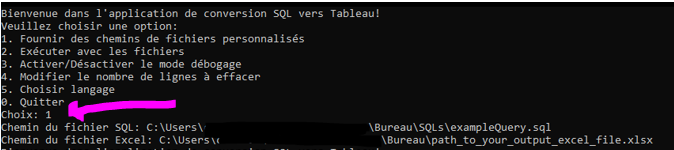 Bienvenue dans l'application de conversion SQL vers Tableau!
Veuillez choisir une option:
1. Fournir des chemins de fichiers personnalisés
2. Exécuter avec les fichiers
3. Activer/Désactiver le mode débogage
4. Modifier le nombre de lignes à effacer
5. Choisir langage
0. Quitter
Choix: 1
Chemin du fichier SQL: C:\Users\ \Bureau\SQLs\exampleQuery.sql
Chemin du fichier Excel: C:\Users\ \Bureau\path_to_your_output_excel_file.xlsx